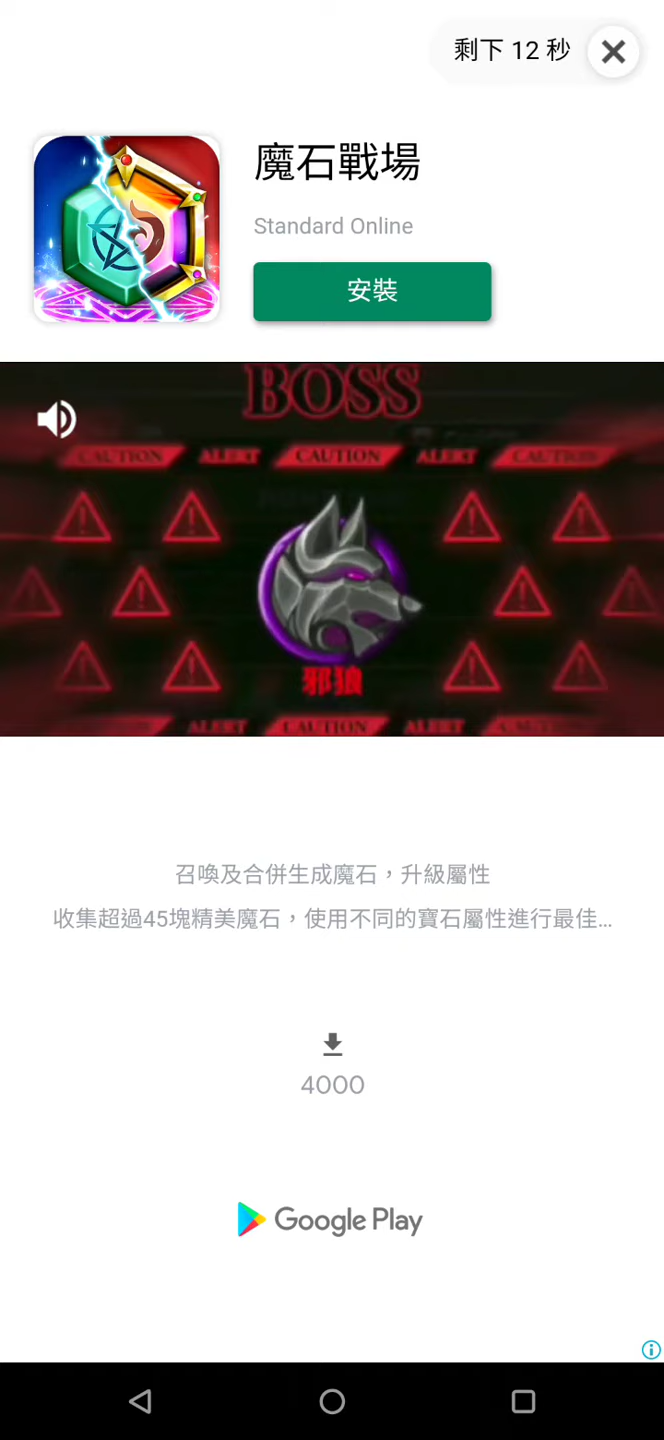 剩下 12 秒
魔石戰場
Standard Online
安裝
BOSS
CAUTION ALERT CAUTION ALERT CAUTION
邪狼
ALERT CAUTION ALERT
召喚及合併生成魔石，升級屬性
收集超過45塊精美魔石，使用不同的寶石屬性進行最佳...
4000
Google Play